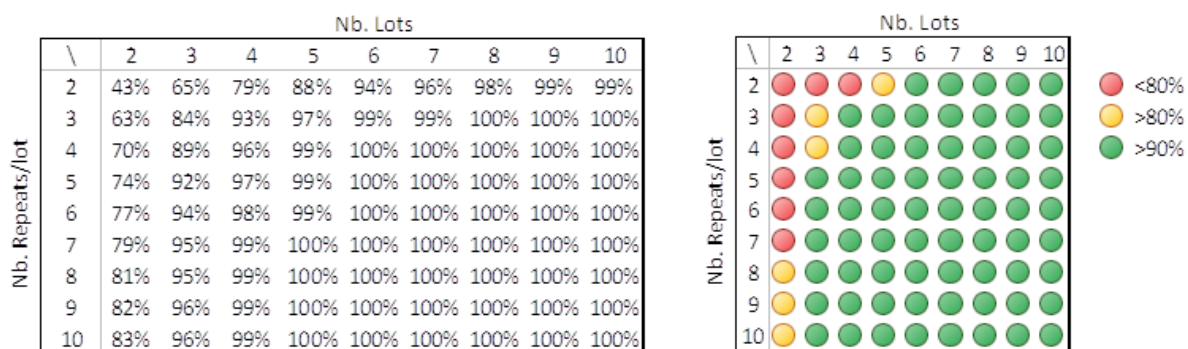 Nb. Lots
\ 2 3 4 5 6 7 8 9 10
2 43% 65% 79% 88% 94% 96% 98% 99% 99%
3 63% 84% 93% 97% 99% 99% 100% 100% 100%
4 70% 89% 96% 99% 100% 100% 100% 100% 100%
5 74% 92% 97% 99% 100% 100% 100% 100% 100%
6 77% 94% 98% 99% 100% 100% 100% 100% 100%
7 79% 95% 99% 100% 100% 100% 100% 100% 100%
8 81% 95% 99% 100% 100% 100% 100% 100% 100%
9 82% 96% 99% 100% 100% 100% 100% 100% 100%
10 83% 96% 99% 100% 100% 100% 100% 100% 100%
Nb. Repeats/lot
Nb. Lots
\ 2 3 4 5 6 7 8 9 10
2
3
4
5
6
7
8
9
10
Nb. Repeats/lot
<80%
>80%
>90%